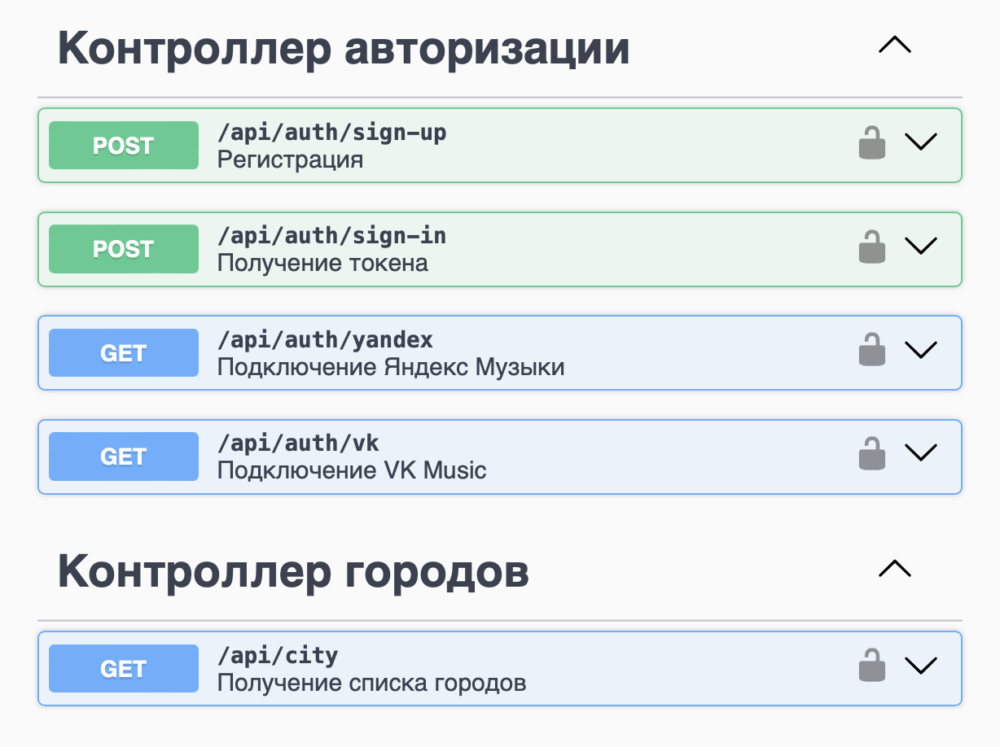 Контроллер авторизации
POST
/api/auth/sign-up
Регистрация
POST
/api/auth/sign-in
Получение токена
GET
/api/auth/yandex
Подключение Яндекс Музыки
GET
/api/auth/vk
Подключение VK Music
Контроллер городов
GET
/api/city
Получение списка городов